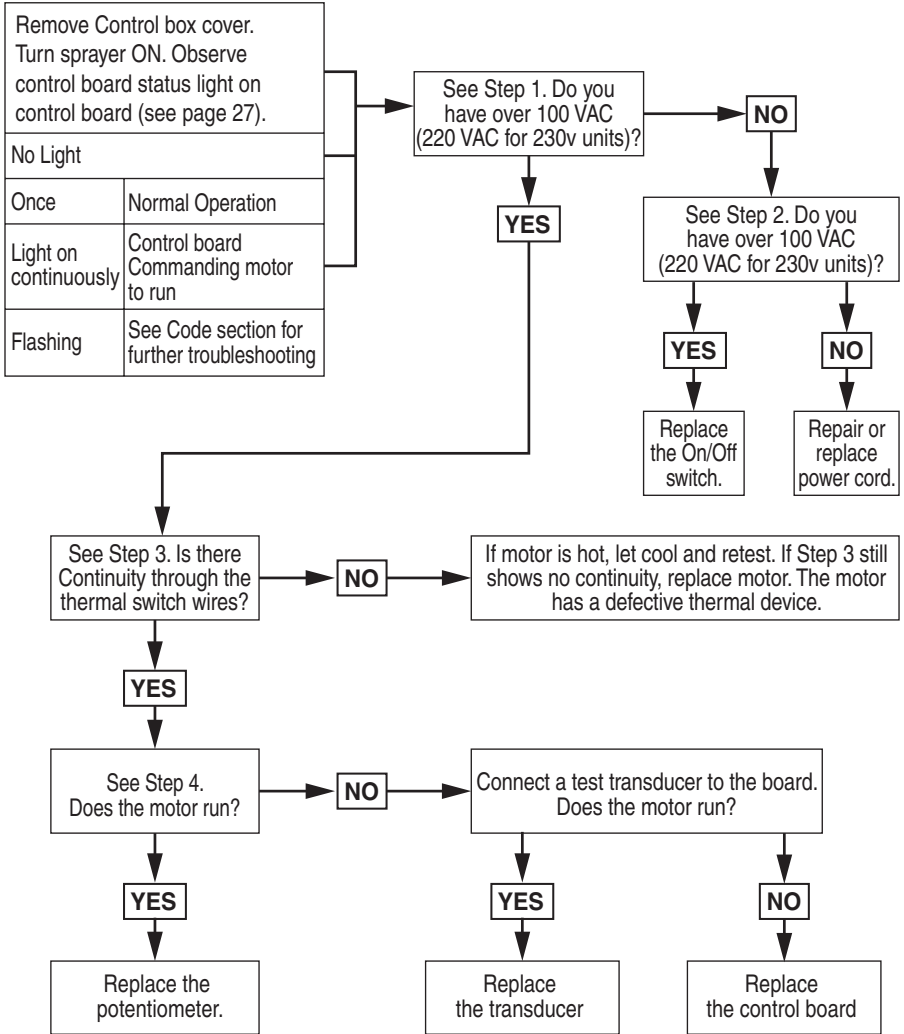 Remove Control box cover.
Turn sprayer ON. Observe
control board status light on
control board (see page 27).
No Light
Once
Normal Operation
Light on
continuously
Control board
Commanding motor
to run
Flashing
See Code section for
further troubleshooting
See Step 1. Do you
have over 100 VAC
(220 VAC for 230v units)?
NO
YES
See Step 2. Do you
have over 100 VAC
(220 VAC for 230v units)?
YES
NO
Replace
the On/Off
switch.
Repair or
replace
power cord.
See Step 3. Is there
Continuity through the
thermal switch wires?
NO
If motor is hot, let cool and retest. If Step 3 still
shows no continuity, replace motor. The motor
has a defective thermal device.
YES
See Step 4.
Does the motor run?
NO
Connect a test transducer to the board.
Does the motor run?
YES
YES
NO
Replace the
potentiometer.
Replace
the transducer
Replace
the control board